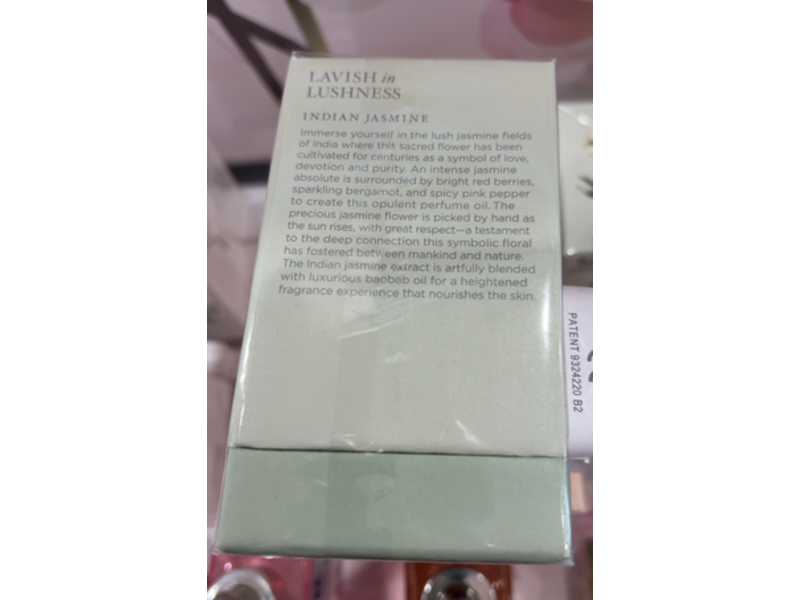 LAVISH in
LUSHNESS
INDIAN JASMINE
Immerse yourself in the lush jasmine fields
of India where this sacred flower has been
cultivated for centuries as a symbol of love,
devotion and purity. An intense jasmine
absolute is surrounded by bright red berries,
sparkling bergamot, and spicy pink pepper
to create this opulent perfume oil. The
precious jasmine flower is picked by hand as
the sun rises, with great respect—a testament
to the deep connection this symbolic floral
has fostered between mankind and nature.
The Indian jasmine extract is artfully blended
with luxurious baobab oil for a heightened
fragrance experience that nourishes the skin.
PATENT 9324220 B2